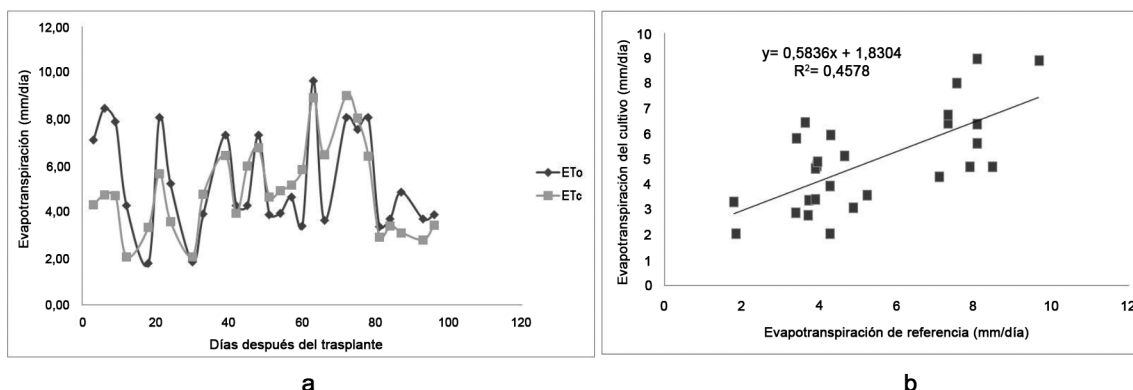 12,00
10,00
8,00
6,00
4,00
2,00
0,00
Evapotranspiración (mm/día)
0 20 40 60 80 100 120
Días después del trasplante
ETo
ETc
a
10
9
8
7
6
5
4
3
2
1
0
Evapotranspiración del cultivo (mm/día)
y= 0,5836x + 1,8304
R²= 0,4578
0 2 4 6 8 10 12
Evapotranspiración de referencia (mm/día)
b